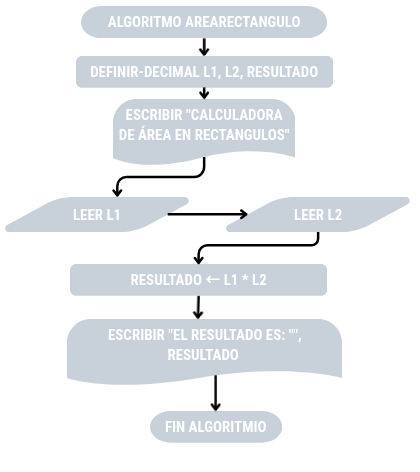 ALGORITMO AREARECTANGULO
DEFINIR-DECIMAL L1, L2, RESULTADO
ESCRIBIR "CALCULADORA
DE ÁREA EN RECTANGULOS"
LEER L1
LEER L2
RESULTADO ← L1 * L2
ESCRIBIR "EL RESULTADO ES: "",
RESULTADO
FIN ALGORITMIO